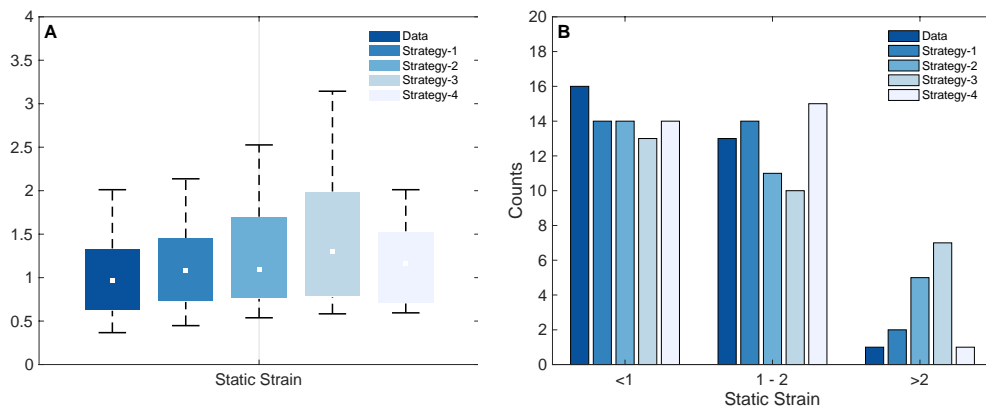 A
4
3.5
3
2.5
2
1.5
1
0.5
0
Data
Strategy-1
Strategy-2
Strategy-3
Strategy-4
Static Strain
B
20
18
16
14
12
10
8
6
4
2
0
Counts
Data
Strategy-1
Strategy-2
Strategy-3
Strategy-4
<1
1 - 2
>2
Static Strain